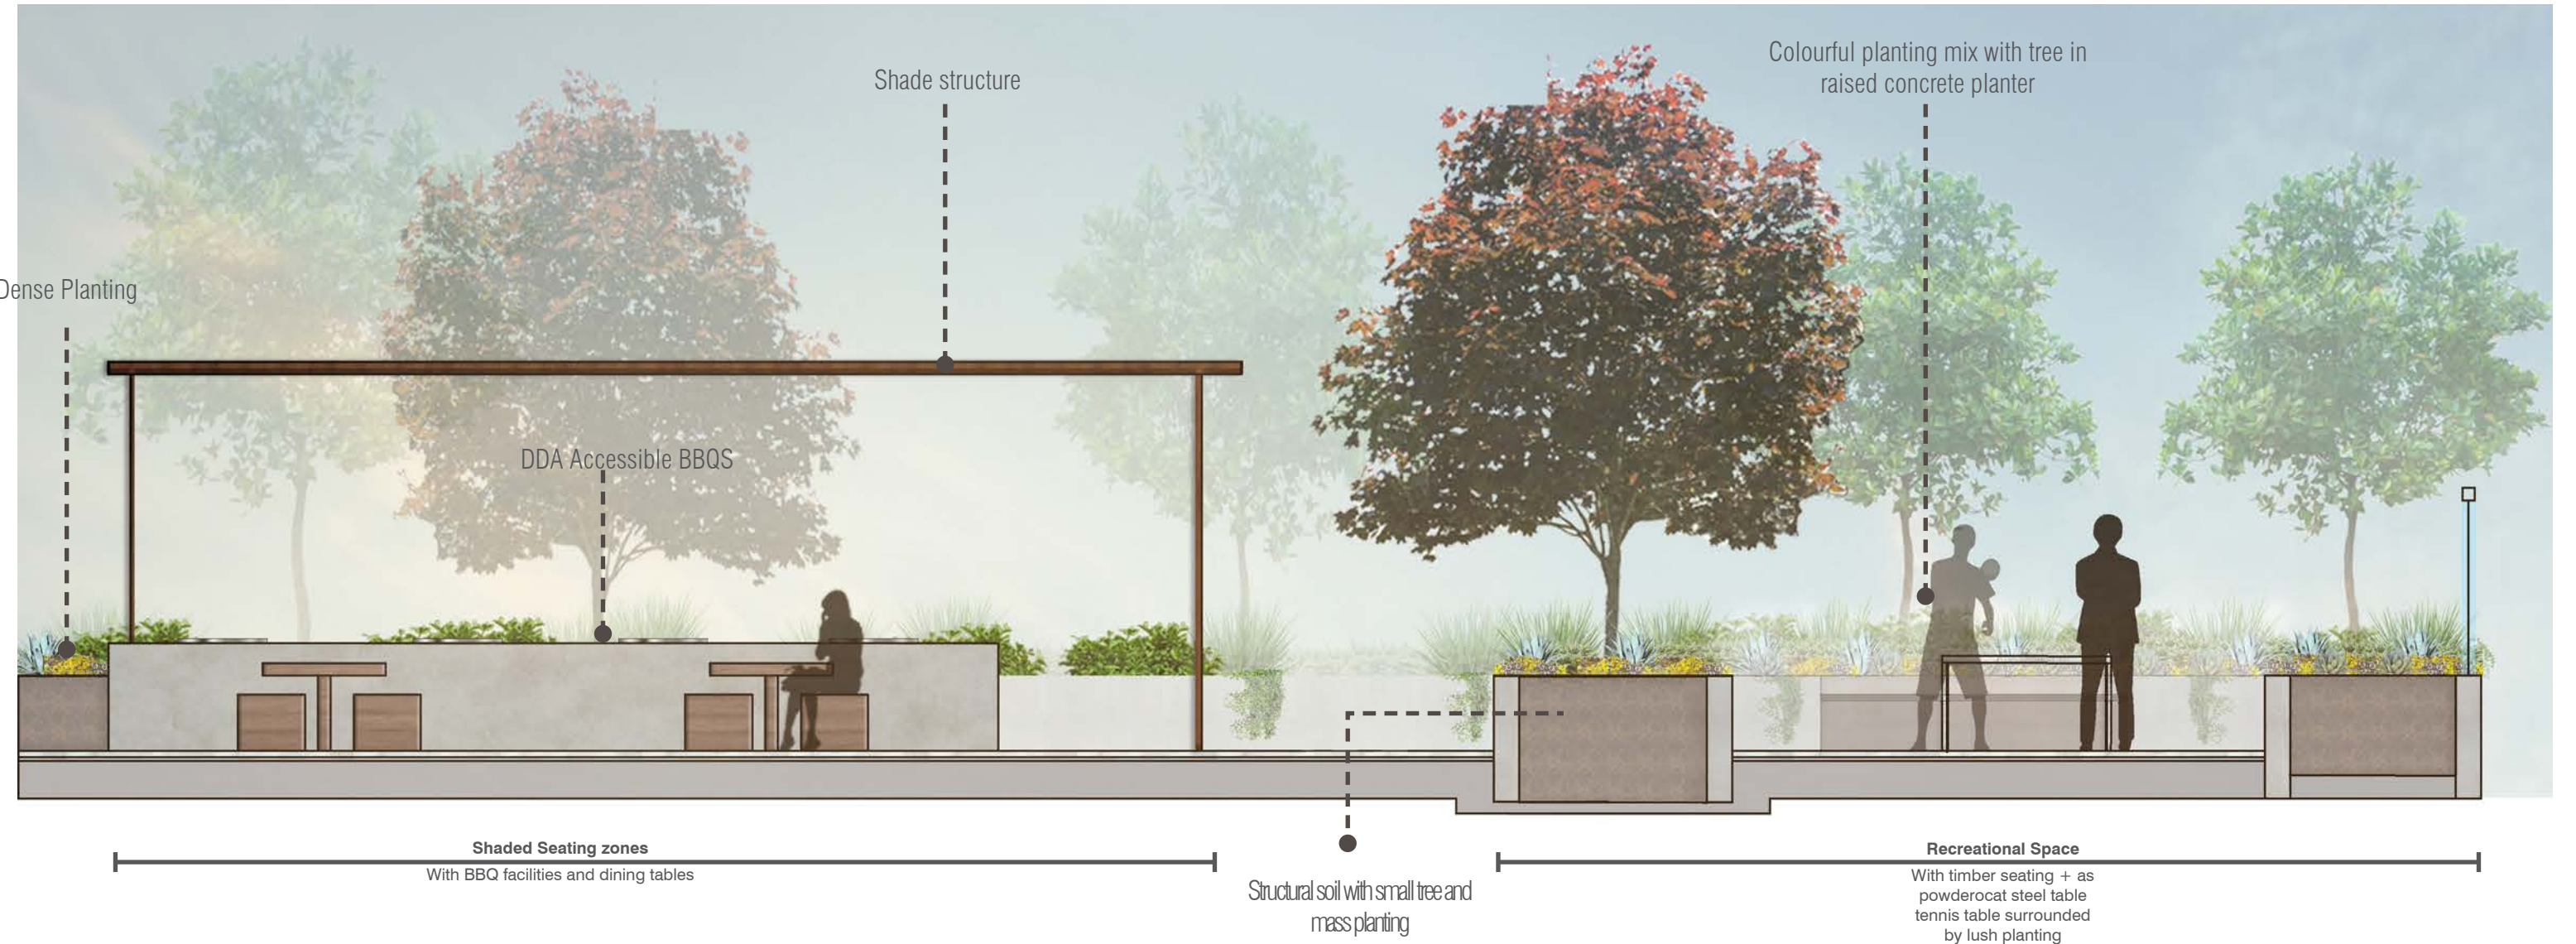 Colourful planting mix with tree in
raised concrete planter
Shade structure
Dense Planting
DDA Accessible BBQS
Shaded Seating zones
With BBQ facilities and dining tables
Structural soil with small tree and
mass planting
Recreational Space
With timber seating + as
powderocat steel table
tennis table surrounded
by lush planting